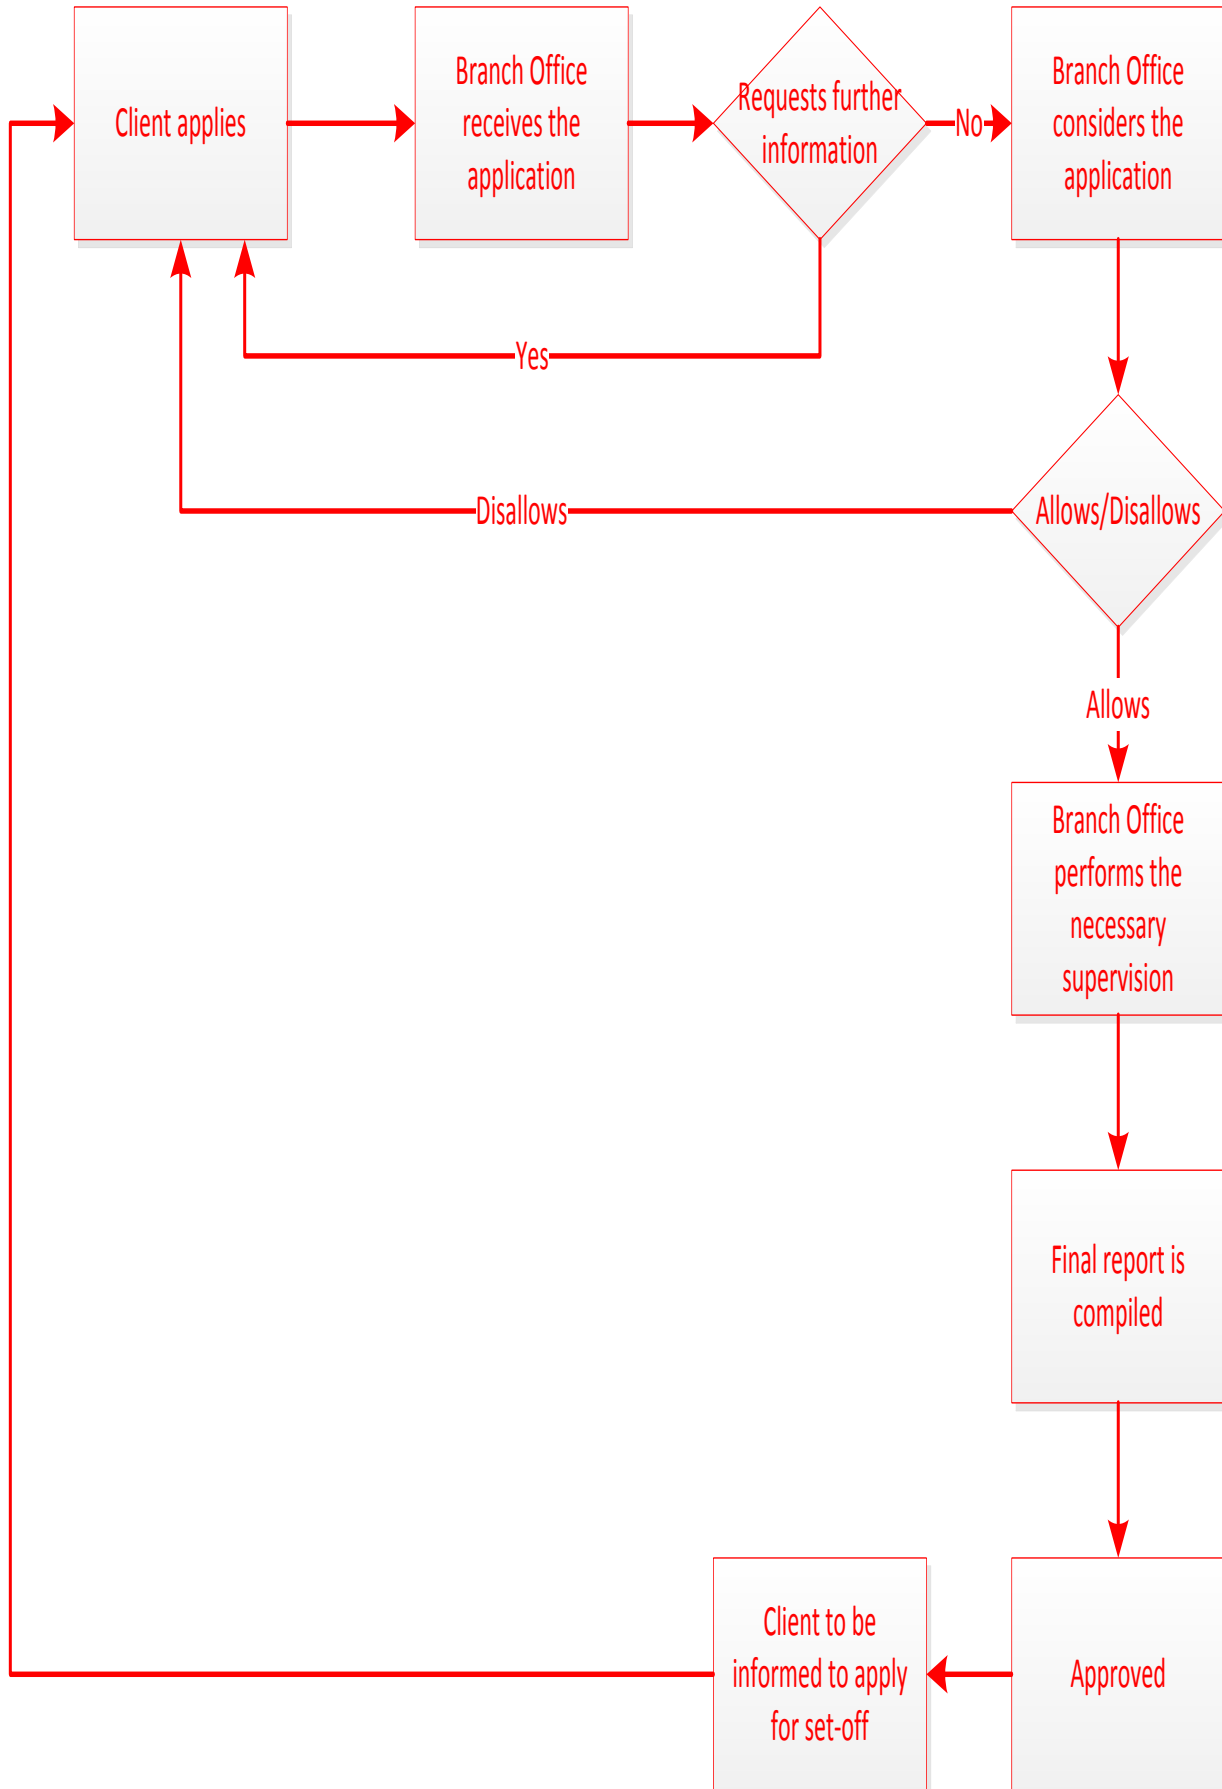 Client applies
Branch Office
receives the
application
Requests further
information
No
Branch Office
considers the
application
Yes
Disallows
Allows/Disallows
Allows
Branch Office
performs the
necessary
supervision
Final report is
compiled
Client to be
informed to apply
for set-off
Approved